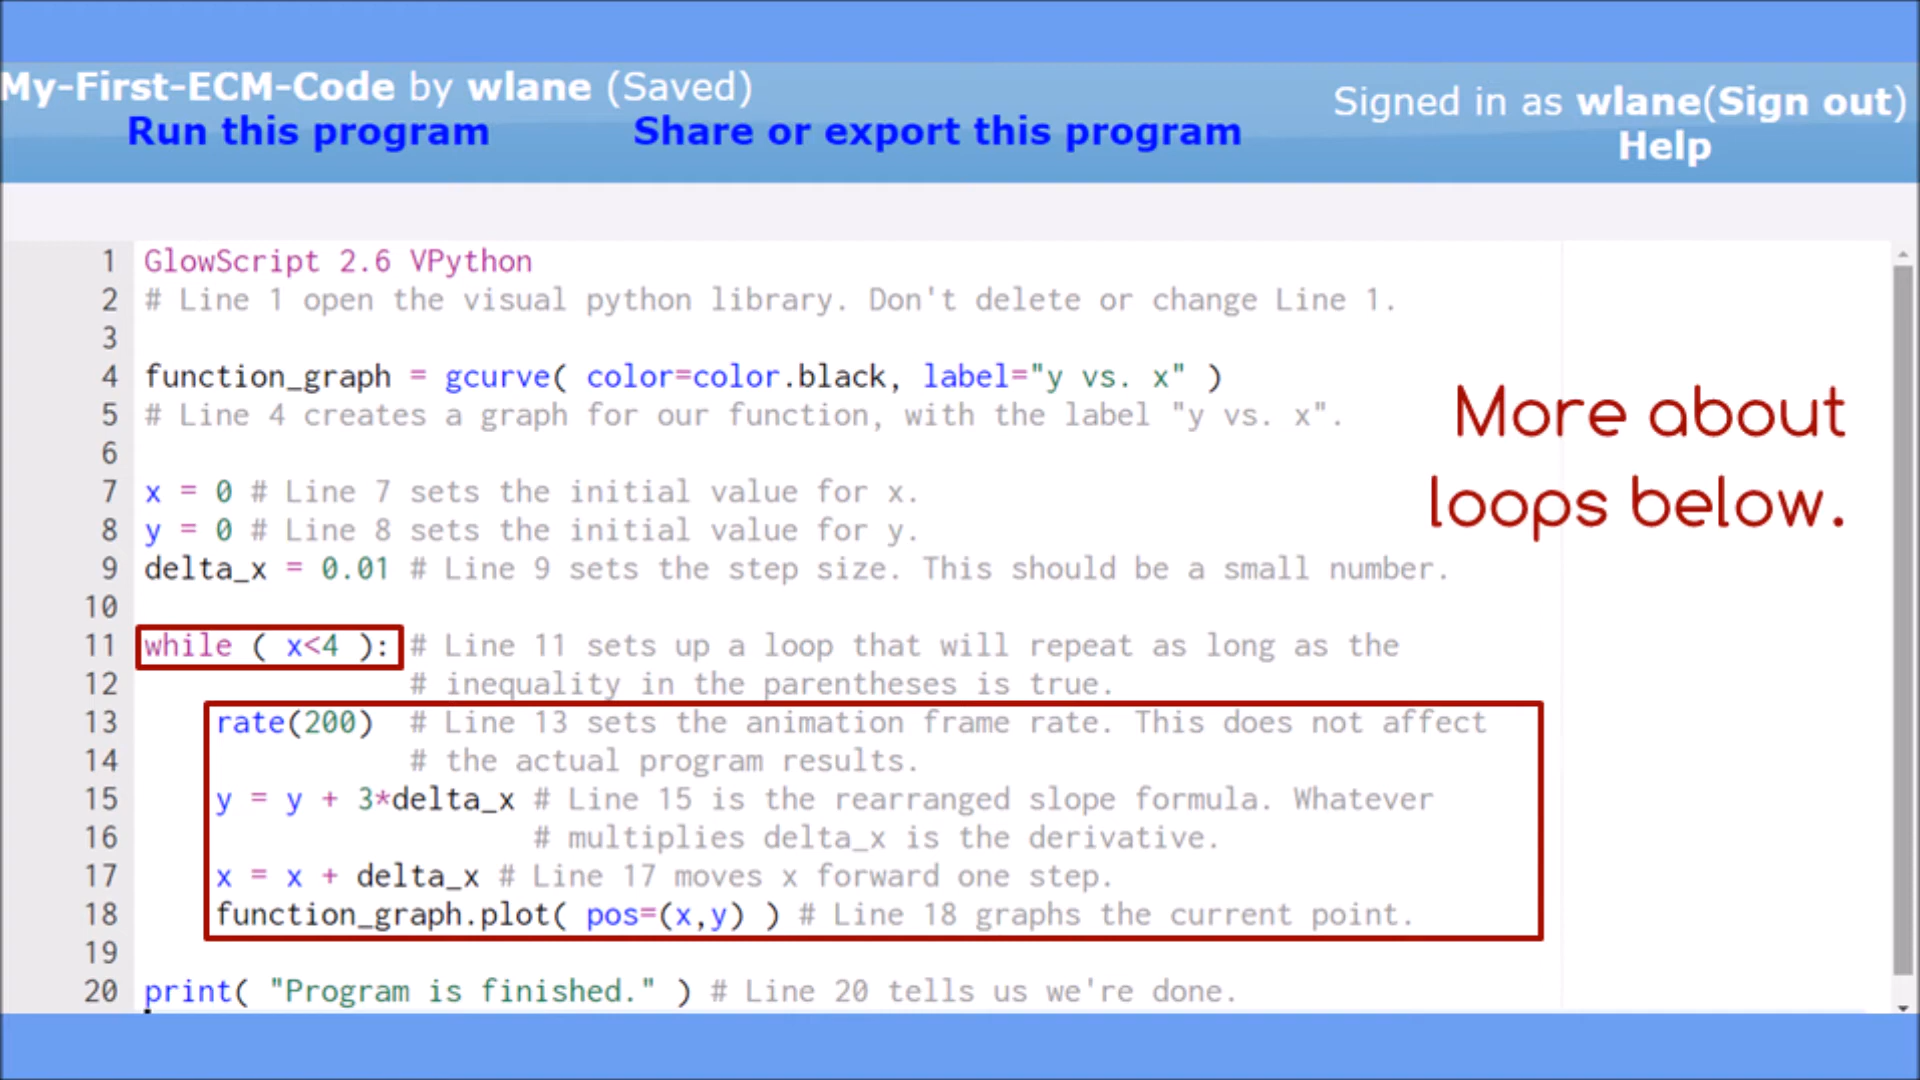 My-First-ECM-Code by wlane (Saved)
Run this program
Share or export this program
Signed in as wlane(Sign out)
Help
1 GlowScript 2.6 VPython
2 # Line 1 open the visual python library. Don't delete or change Line 1.
3
4 function_graph = gcurve( color=color.black, label="y vs. x" )
5 # Line 4 creates a graph for our function, with the label "y vs. x".
6
7 x = 0 # Line 7 sets the initial value for x.
8 y = 0 # Line 8 sets the initial value for y.
9 delta_x = 0.01 # Line 9 sets the step size. This should be a small number.
10
11 while ( x<4 ): # Line 11 sets up a loop that will repeat as long as the
12 # inequality in the parentheses is true.
13 rate(200) # Line 13 sets the animation frame rate. This does not affect
14 # the actual program results.
15 y = y + 3*delta_x # Line 15 is the rearranged slope formula. Whatever
16 # multiplies delta_x is the derivative.
17 x = x + delta_x # Line 17 moves x forward one step.
18 function_graph.plot( pos=(x,y) ) # Line 18 graphs the current point.
19
20 print( "Program is finished." ) # Line 20 tells us we're done.
More about
loops below.